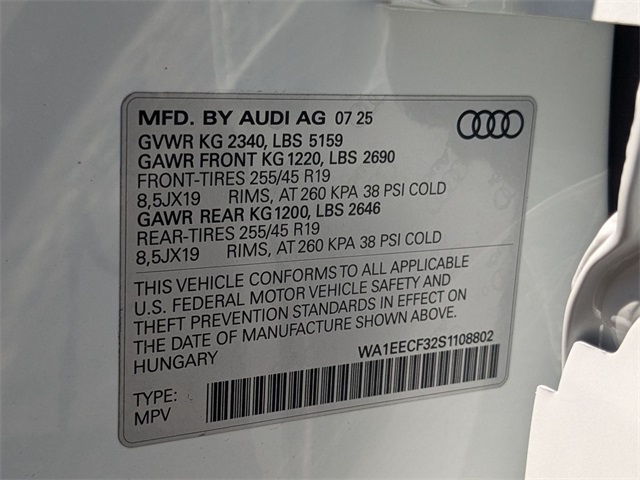 MFD. BY AUDI AG 07 25
GVWR KG 2340, LBS 5159
GAWR FRONT KG 1220, LBS 2690
FRONT-TIRES 255/45 R19
8,5JX19 RIMS, AT 260 KPA 38 PSI COLD
GAWR REAR KG 1200, LBS 2646
REAR-TIRES 255/45 R19
8,5JX19 RIMS, AT 260 KPA 38 PSI COLD
THIS VEHICLE CONFORMS TO ALL APPLICABLE
U.S. FEDERAL MOTOR VEHICLE SAFETY AND
THEFT PREVENTION STANDARDS IN EFFECT ON
THE DATE OF MANUFACTURE SHOWN ABOVE.
HUNGARY
WA1EECF32S1108802
TYPE:
MPV